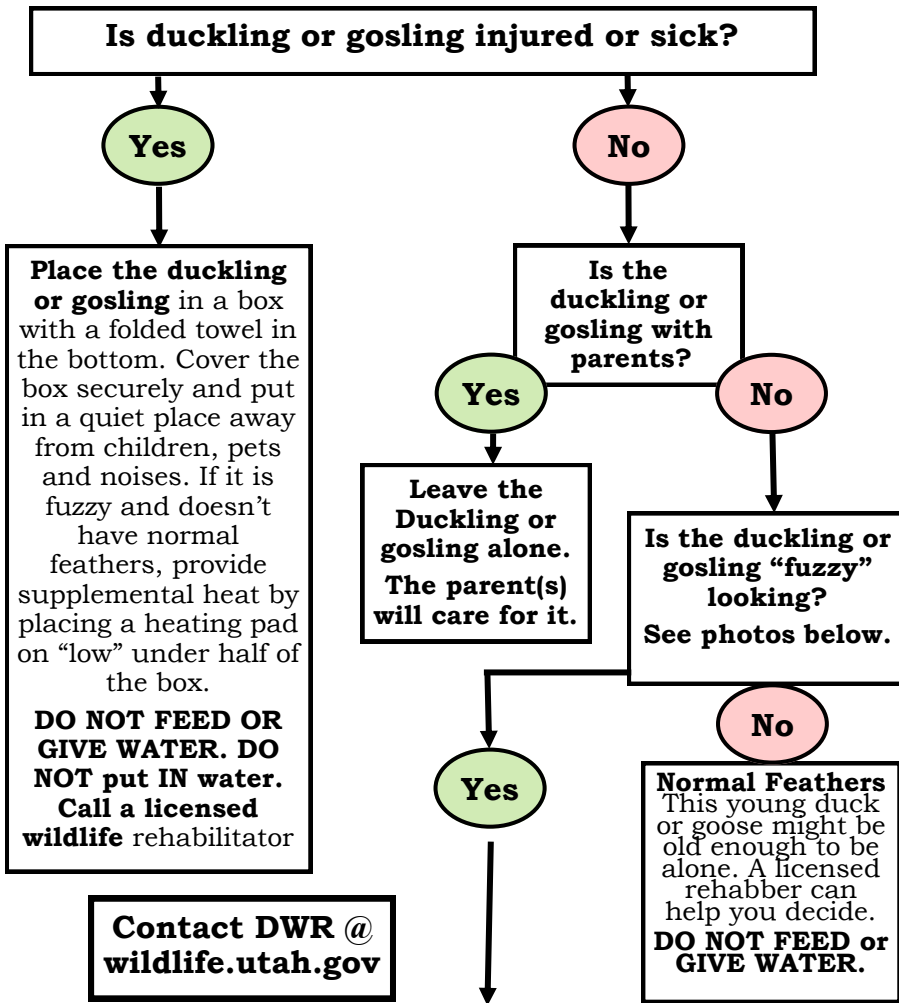 Is duckling or gosling injured or sick?
Yes
No
Place the duckling
or gosling in a box
with a folded towel in
the bottom. Cover the
box securely and put
in a quiet place away
from children, pets
and noises. If it is
fuzzy and doesn’t
have normal
feathers, provide
supplemental heat by
placing a heating pad
on “low” under half of
the box.
DO NOT FEED OR
GIVE WATER. DO
NOT put IN water.
Call a licensed
wildlife rehabilitator
Is the
duckling or
gosling with
parents?
Yes
No
Leave the
Duckling or
gosling alone.
The parent(s)
will care for it.
Is the duckling or
gosling “fuzzy”
looking?
See photos below.
Yes
No
Normal Feathers
This young duck
or goose might be
old enough to be
alone. A licensed
rehabber can
help you decide.
DO NOT FEED or
GIVE WATER.
Contact DWR @
wildlife.utah.gov